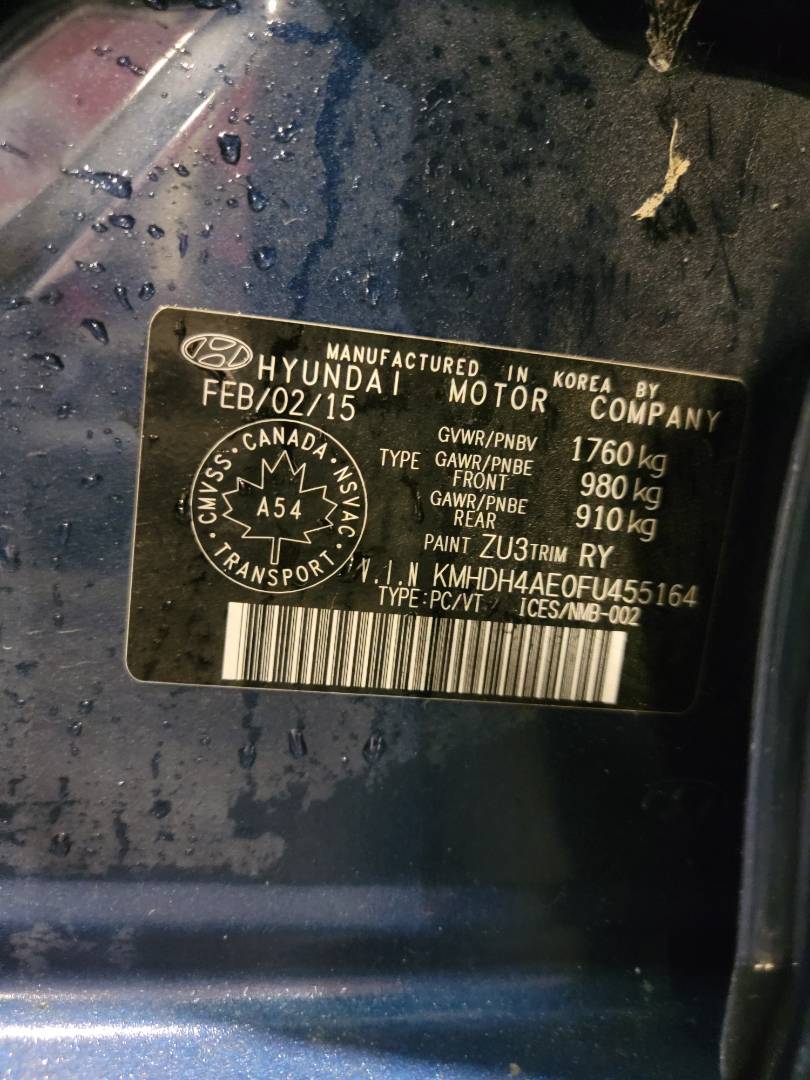 MANUFACTURED IN KOREA BY
HYUNDAI MOTOR COMPANY
FEB/02/15
GVWR/PNBV 1760 kg
TYPE GAWR/PNBE FRONT 980 kg
GAWR/PNBE REAR 910 kg
PAINT ZU3 TRIM RY
CANADA • NSVAC • TRANSPORT • CMVSS •
A54
V.I.N KMHDH4AE0FU455164
TYPE:PC/VT ICES/NMB-002